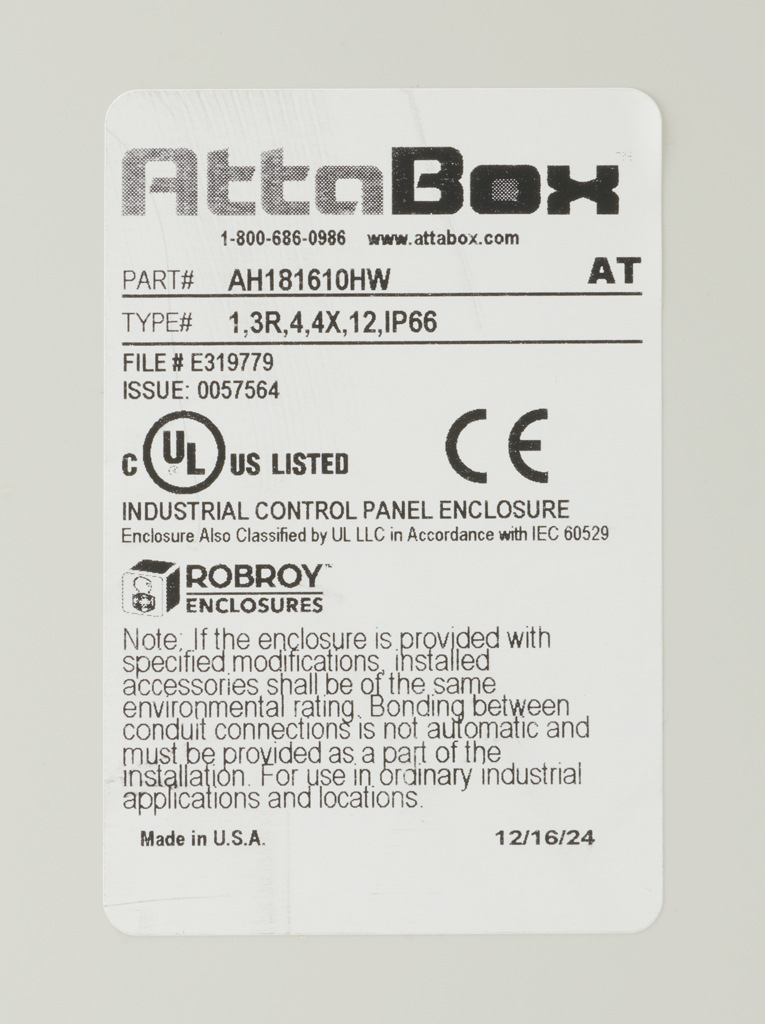 AttaBox
1-800-686-0986 www.attabox.com
PART# AH181610HW AT
TYPE# 1,3R,4,4X,12,IP66
FILE # E319779
ISSUE: 0057564
C UL US LISTED CE
INDUSTRIAL CONTROL PANEL ENCLOSURE
Enclosure Also Classified by UL LLC in Accordance with IEC 60529
ROBROY™
ENCLOSURES
Note: If the enclosure is provided with
specified modifications, installed
accessories shall be of the same
environmental rating. Bonding between
conduit connections is not automatic and
must be provided as a part of the
installation. For use in ordinary industrial
applications and locations.
Made in U.S.A. 12/16/24